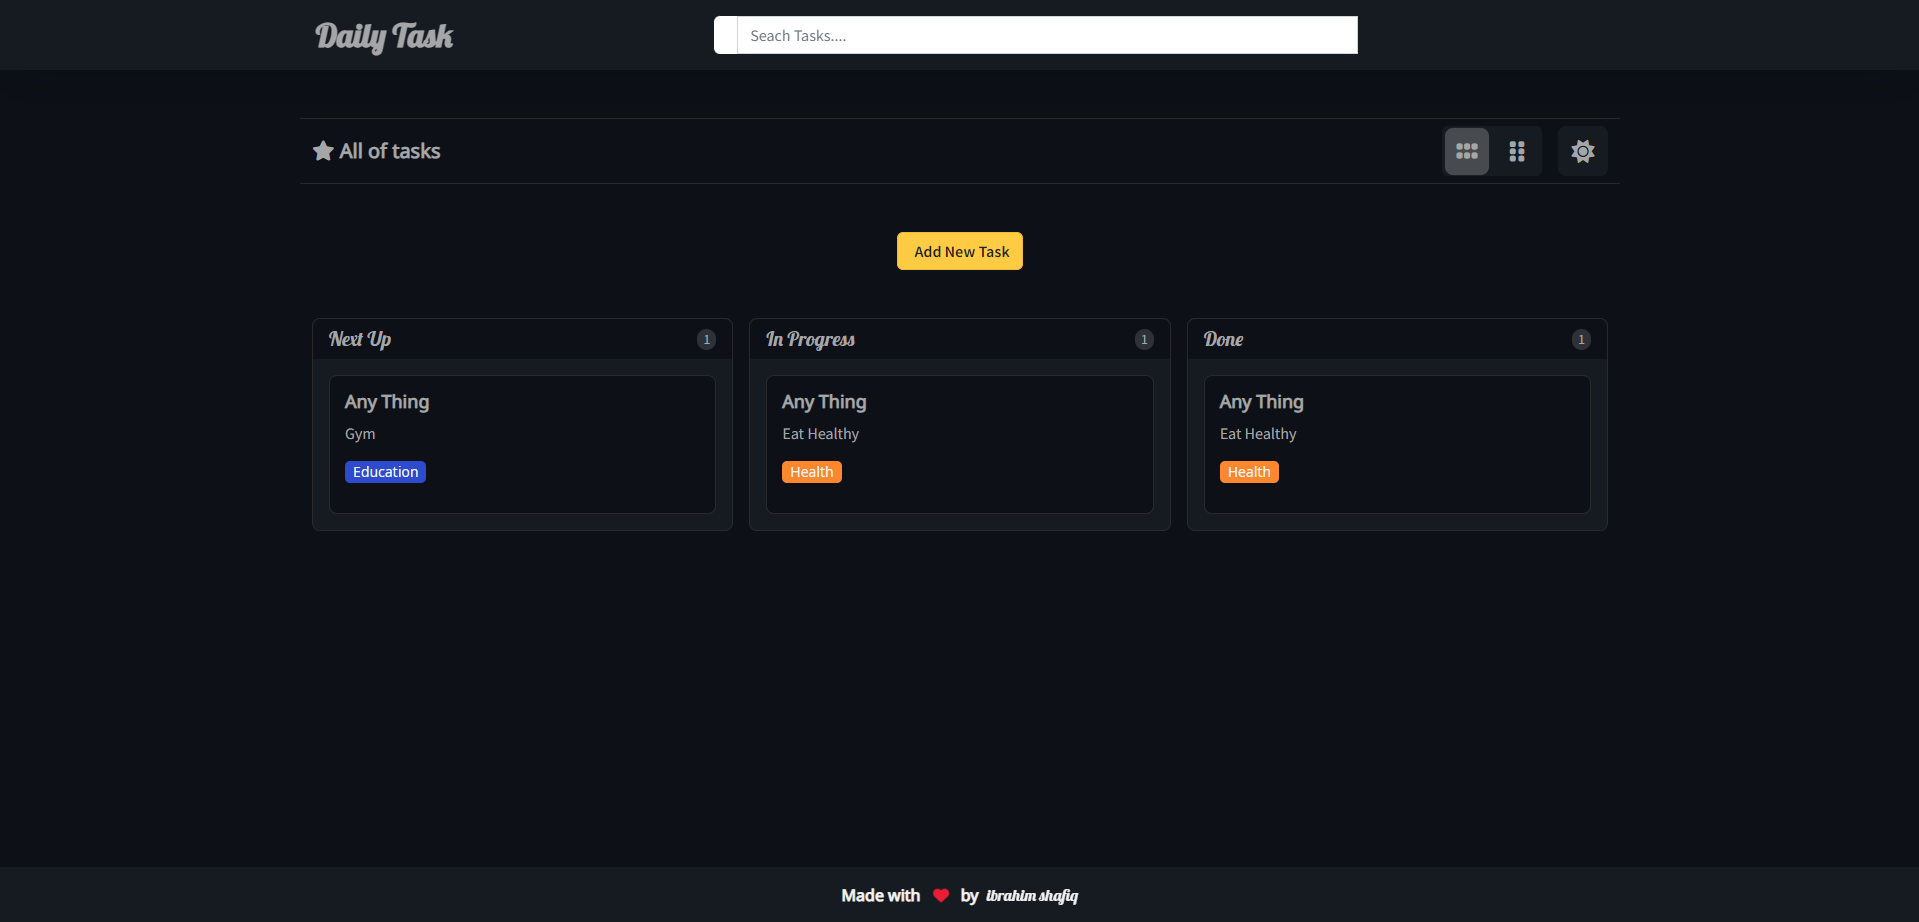 Daily Task
Seach Tasks....
All of tasks
Add New Task
Next Up 1
Any Thing
Gym
Education
In Progress 1
Any Thing
Eat Healthy
Health
Done 1
Any Thing
Eat Healthy
Health
Made with by ibrahim shafiq